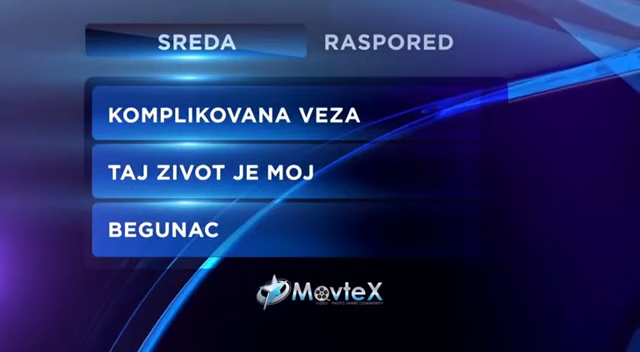 SREDA RASPORED
KOMPLIKOVANA VEZA
TAJ ZIVOT JE MOJ
BEGUNAC
MovteX